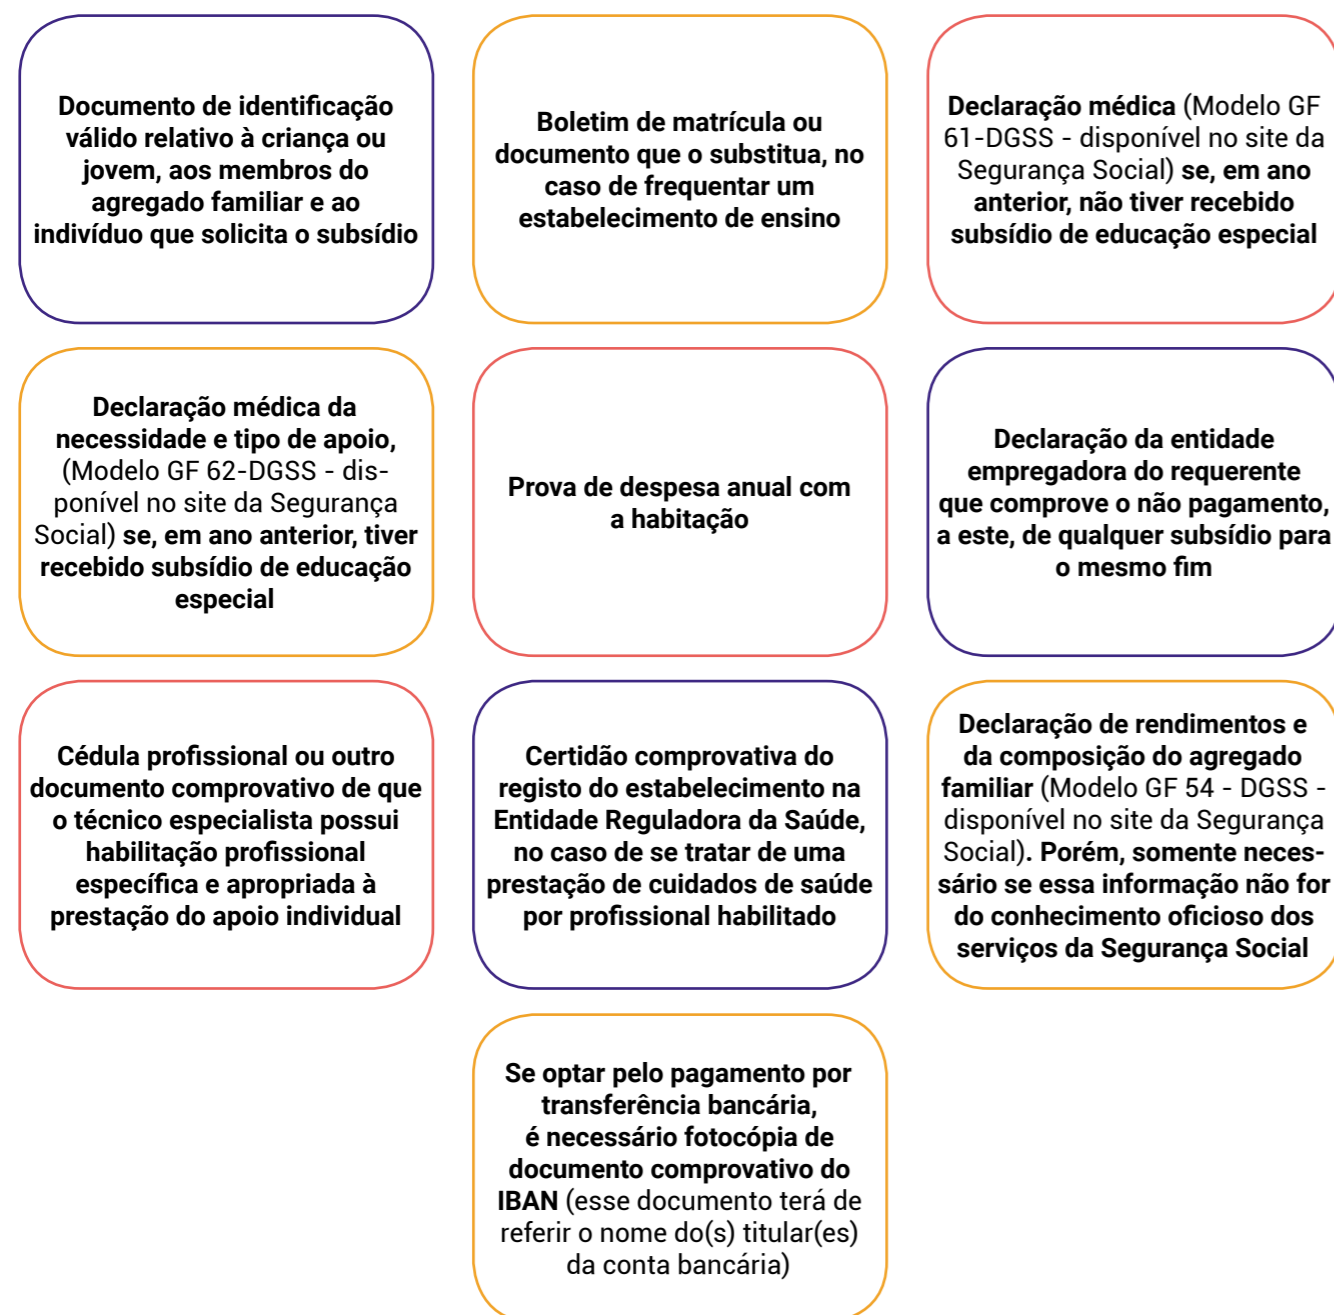 Documento de identificação
válido relativo à criança ou
jovem, aos membros do
agregado familiar e ao
indivíduo que solicita o subsídio
Boletim de matrícula ou
documento que o substitua, no
caso de frequentar um
estabelecimento de ensino
Declaração médica (Modelo GF
61-DGSS - disponível no site da
Segurança Social) se, em ano
anterior, não tiver recebido
subsídio de educação especial
Declaração médica da
necessidade e tipo de apoio,
(Modelo GF 62-DGSS - dis-
ponível no site da Segurança
Social) se, em ano anterior, tiver
recebido subsídio de educação
especial
Prova de despesa anual com
a habitação
Declaração da entidade
empregadora do requerente
que comprove o não pagamento,
a este, de qualquer subsídio para
o mesmo fim
Cédula profissional ou outro
documento comprovativo de que
o técnico especialista possui
habilitação profissional
específica e apropriada à
prestação do apoio individual
Certidão comprovativa do
registo do estabelecimento na
Entidade Reguladora da Saúde,
no caso de se tratar de uma
prestação de cuidados de saúde
por profissional habilitado
Declaração de rendimentos e
da composição do agregado
familiar (Modelo GF 54 - DGSS -
disponível no site da Segurança
Social). Porém, somente neces-
sário se essa informação não for
do conhecimento oficioso dos
serviços da Segurança Social
Se optar pelo pagamento por
transferência bancária,
é necessário fotocópia de
documento comprovativo do
IBAN (esse documento terá de
referir o nome do(s) titular(es)
da conta bancária)